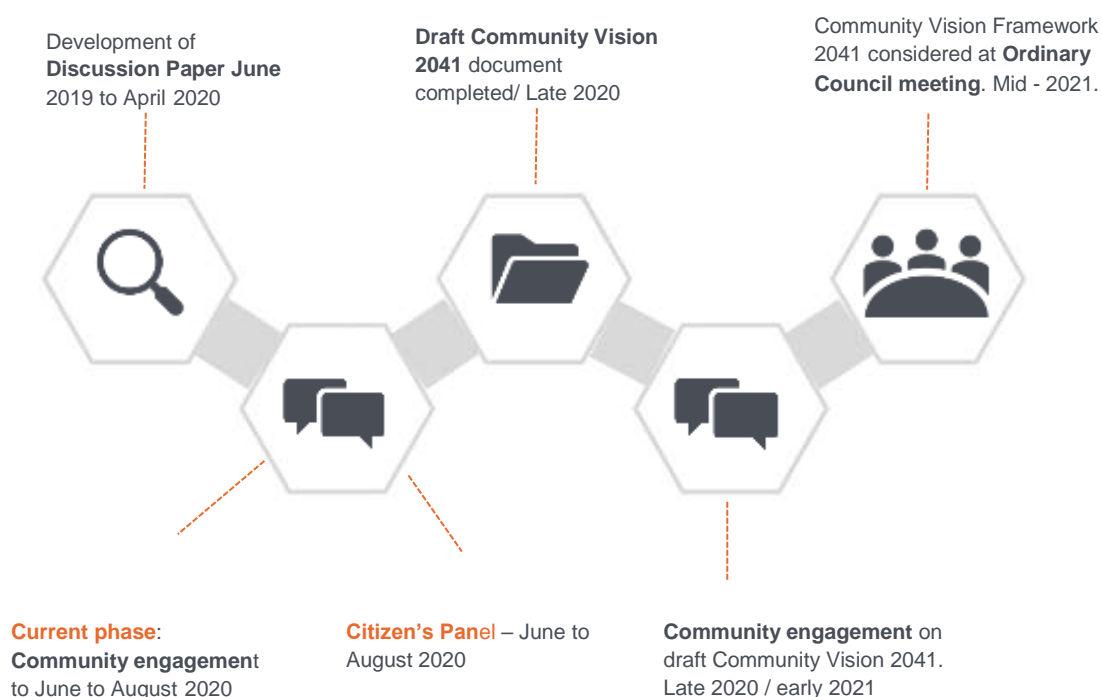 Development of
Discussion Paper June
2019 to April 2020
Draft Community Vision
2041 document
completed/ Late 2020
Community Vision Framework
2041 considered at Ordinary
Council meeting. Mid - 2021.
Current phase:
Community engagement
to June to August 2020
Citizen's Panel – June to
August 2020
Community engagement on
draft Community Vision 2041.
Late 2020 / early 2021